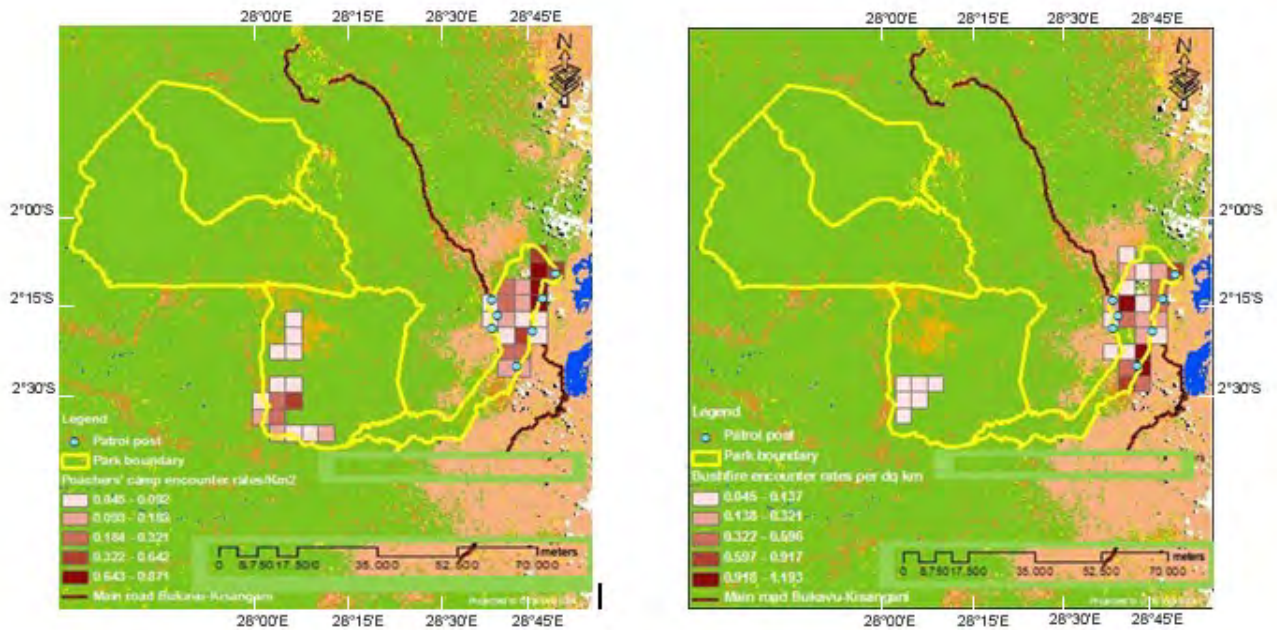 28°00'E 28°15'E 28°30'E 28°45'E
N
2°00'S
2°15'S
2°30'S
Legend
Patrol post
Park boundary
Poachers' camp encounter rates/Km2
0.045 - 0.092
0.093 - 0.183
0.184 - 0.321
0.322 - 0.642
0.643 - 0.871
Main road Bukavu-Kisangani
meters
0 8.75017.500 35.000 52.500 70.000
28°00'E 28°15'E 28°30'E 28°45'E
28°00'E 28°15'E 28°30'E 28°45'E
N
2°00'S
2°15'S
2°30'S
Legend
Patrol post
Park boundary
Bushfire encounter rates per dq km
0.045 - 0.137
0.138 - 0.321
0.322 - 0.596
0.597 - 0.917
0.918 - 1.193
Main road Bukavu-Kisangani
meters
0 8.75017.500 35.000 52.500 70.000
28°00'E 28°15'E 28°30'E 28°45'E